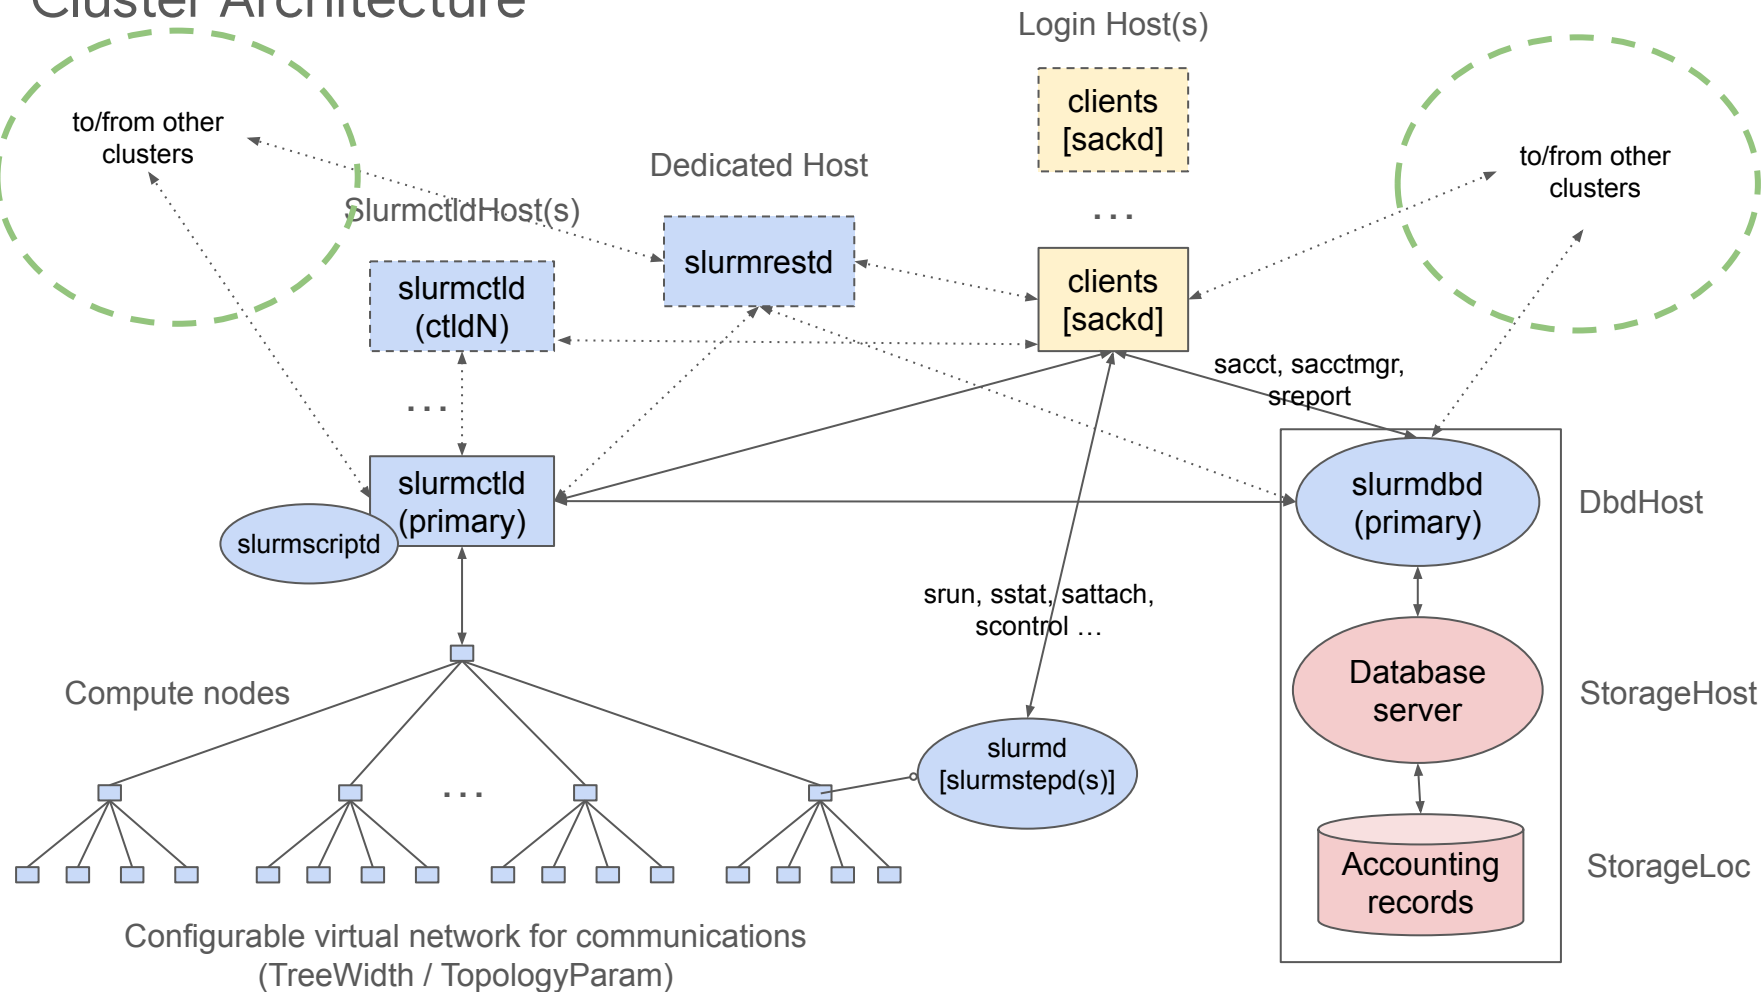 Cluster Architecture
Login Host(s)
clients
[sackd]
to/from other
clusters
to/from other
clusters
Dedicated Host
SlurmctldHost(s)
...
slurmrestd
clients
[sackd]
slurmctld
(ctldN)
sacct, sacctmgr,
sreport
...
slurmctld
(primary)
slurmdbd
(primary)
DbdHost
slurmscriptd
srun, sstat, sattach,
scontrol …
Compute nodes
Database
server
StorageHost
slurmd
[slurmstepd(s)]
...
Accounting
records
StorageLoc
Configurable virtual network for communications
(TreeWidth / TopologyParam)